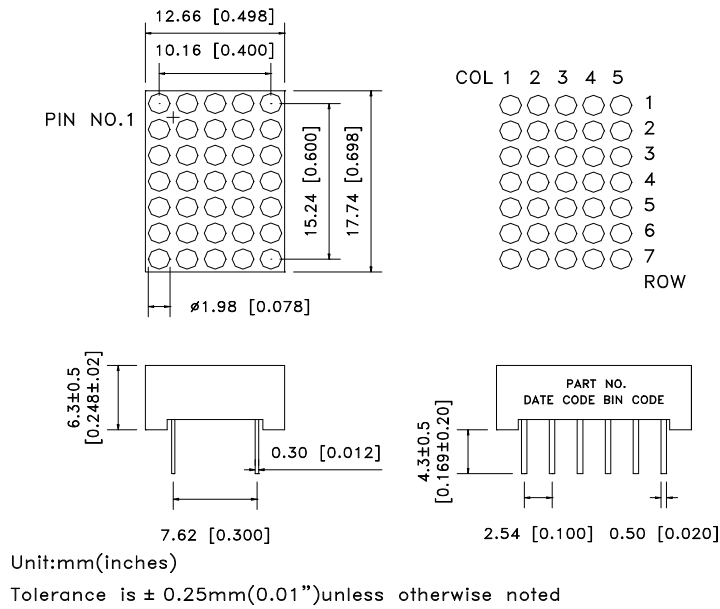 12.66 [0.498]
10.16 [0.400]
PIN NO.1
15.24 [0.600]
17.74 [0.698]
ø1.98 [0.078]
COL 1 2 3 4 5
1
2
3
4
5
6
7
ROW
6.3±0.5
[0.248±.02]
0.30 [0.012]
7.62 [0.300]
PART NO.
DATE CODE BIN CODE
4.3±0.5
[0.169±0.20]
2.54 [0.100]
0.50 [0.020]
Unit:mm(inches)
Tolerance is ± 0.25mm(0.01”)unless otherwise noted